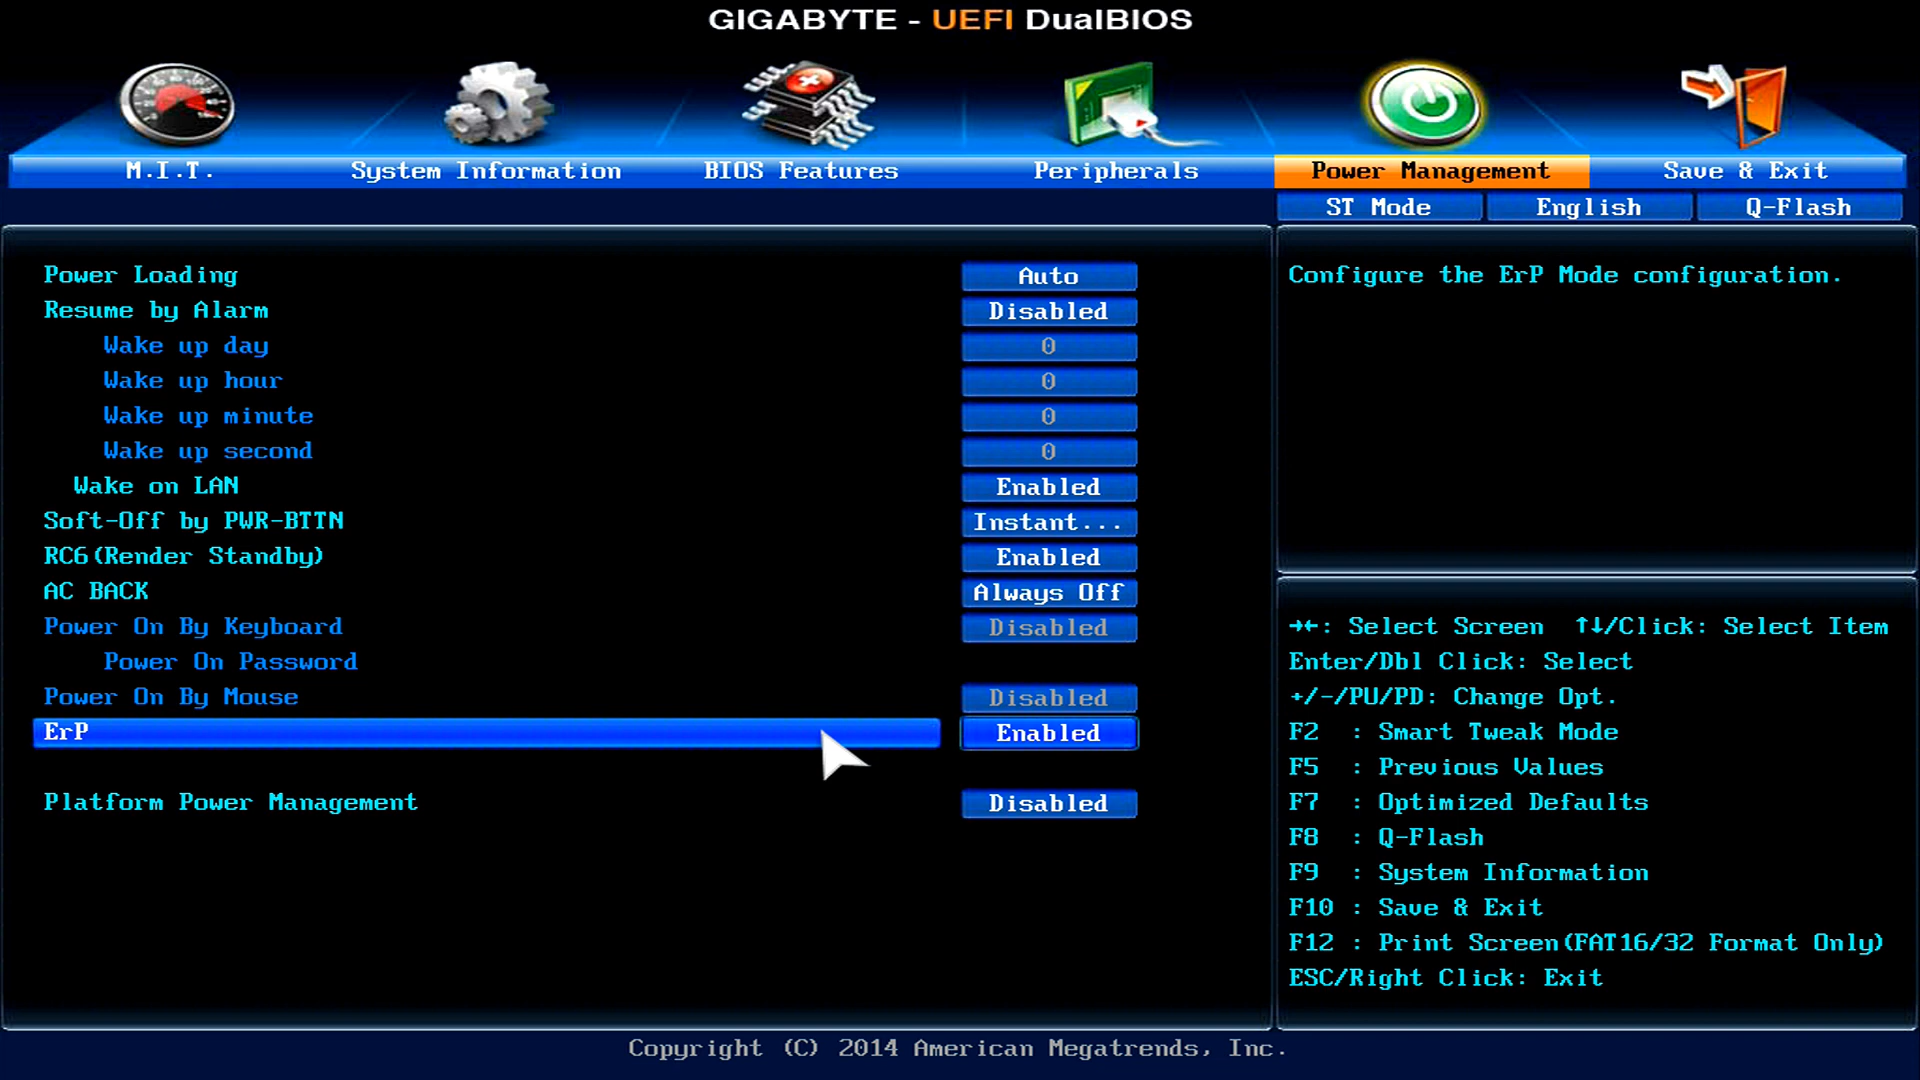 GIGABYTE - UEFI DualBIOS
M.I.T. System Information BIOS Features Peripherals Power Management Save & Exit
ST Mode English Q-Flash
Power Loading Auto
Resume by Alarm Disabled
Wake up day 0
Wake up hour 0
Wake up minute 0
Wake up second 0
Wake on LAN Enabled
Soft-Off by PWR-BTTN Instant...
RC6(Render Standby) Enabled
AC BACK Always Off
Power On By Keyboard Disabled
Power On Password
Power On By Mouse Disabled
ErP Enabled
Platform Power Management Disabled
Configure the ErP Mode configuration.
→←: Select Screen ↑↓/Click: Select Item
Enter/Dbl Click: Select
+/-/PU/PD: Change Opt.
F2 : Smart Tweak Mode
F5 : Previous Values
F7 : Optimized Defaults
F8 : Q-Flash
F9 : System Information
F10 : Save & Exit
F12 : Print Screen(FAT16/32 Format Only)
ESC/Right Click: Exit
Copyright (C) 2014 American Megatrends, Inc.